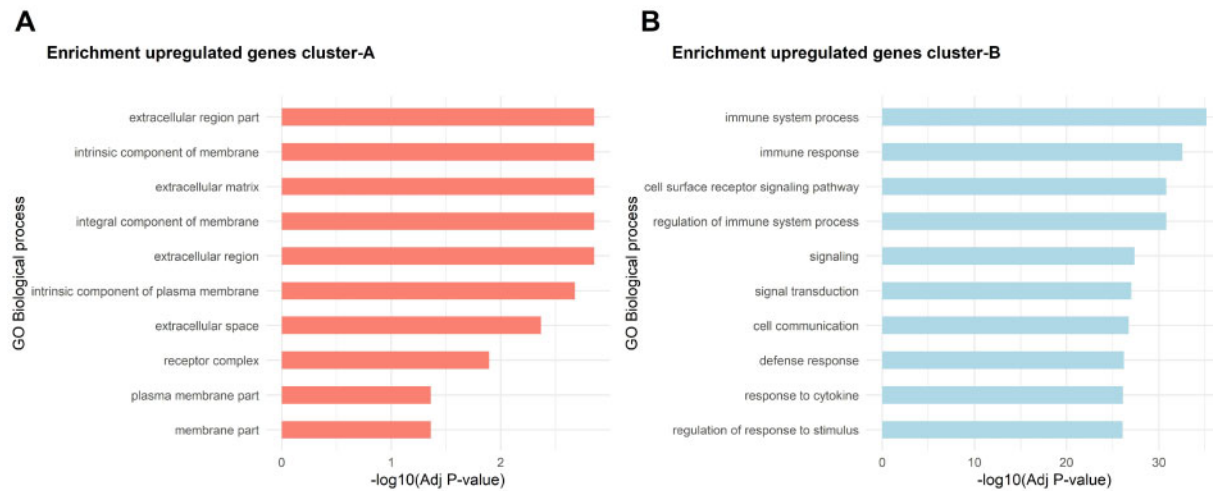 A
Enrichment upregulated genes cluster-A
GO Biological process
extracellular region part
intrinsic component of membrane
extracellular matrix
integral component of membrane
extracellular region
intrinsic component of plasma membrane
extracellular space
receptor complex
plasma membrane part
membrane part
0 1 2
-log10(Adj P-value)
B
Enrichment upregulated genes cluster-B
GO Biological process
immune system process
immune response
cell surface receptor signaling pathway
regulation of immune system process
signaling
signal transduction
cell communication
defense response
response to cytokine
regulation of response to stimulus
0 10 20 30
-log10(Adj P-value)